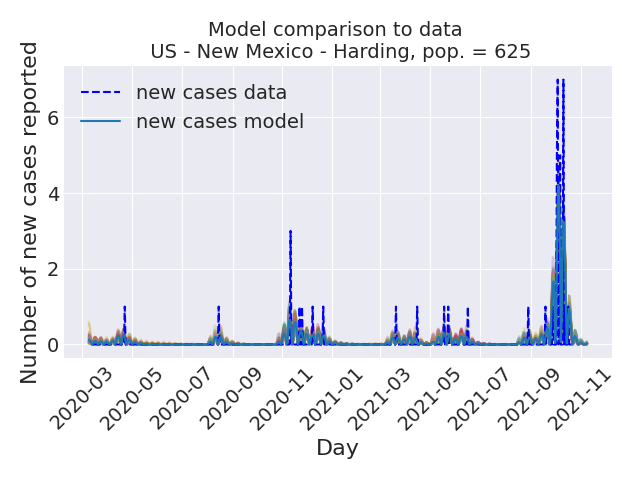 Model comparison to data
US - New Mexico - Harding, pop. = 625
Number of new cases reported
new cases data
new cases model
6
4
2
0
2020-03
2020-05
2020-07
2020-09
2020-11
2021-01
2021-03
2021-05
2021-07
2021-09
2021-11
Day